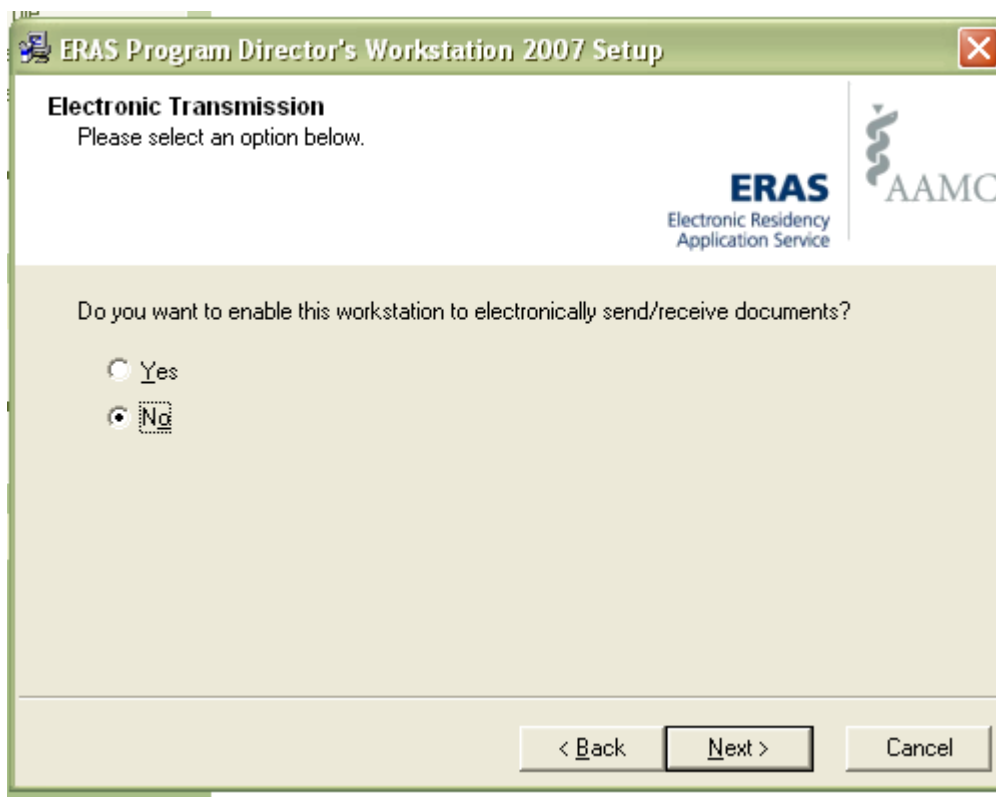 ERAS Program Director's Workstation 2007 Setup
Electronic Transmission
Please select an option below.
ERAS
Electronic Residency
Application Service
AAMC
Do you want to enable this workstation to electronically send/receive documents?
Yes
No
< Back
Next >
Cancel